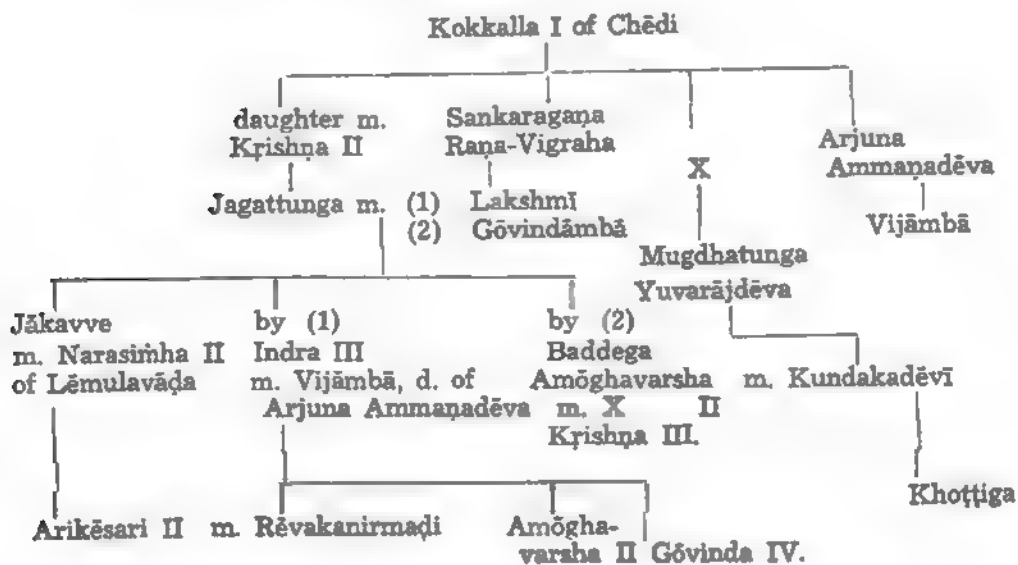 Kokkalla I of Chēdi
daughter m. Sankaragaṇa Arjuna
Kṛishṇa II Raṇa-Vigraha X Ammaṇadēva
Jagattunga m. (1) Lakshmī Vijāmbā
(2) Gōvindāmbā
Mugdhatunga
Yuvarājdēva
Jākavve by (1) by (2)
m. Narasiṁha II Indra III Baddega
of Lēmulavāḍa m. Vijāmbā, d. of Amōghavarsha m. Kundakadēvī
Arjuna Ammaṇadēva m. X II
Kṛishṇa III.
Khoṭṭiga
Arikēsari II m. Rēvakanirmaḍi Amōgha-
varsha II Gōvinda IV.